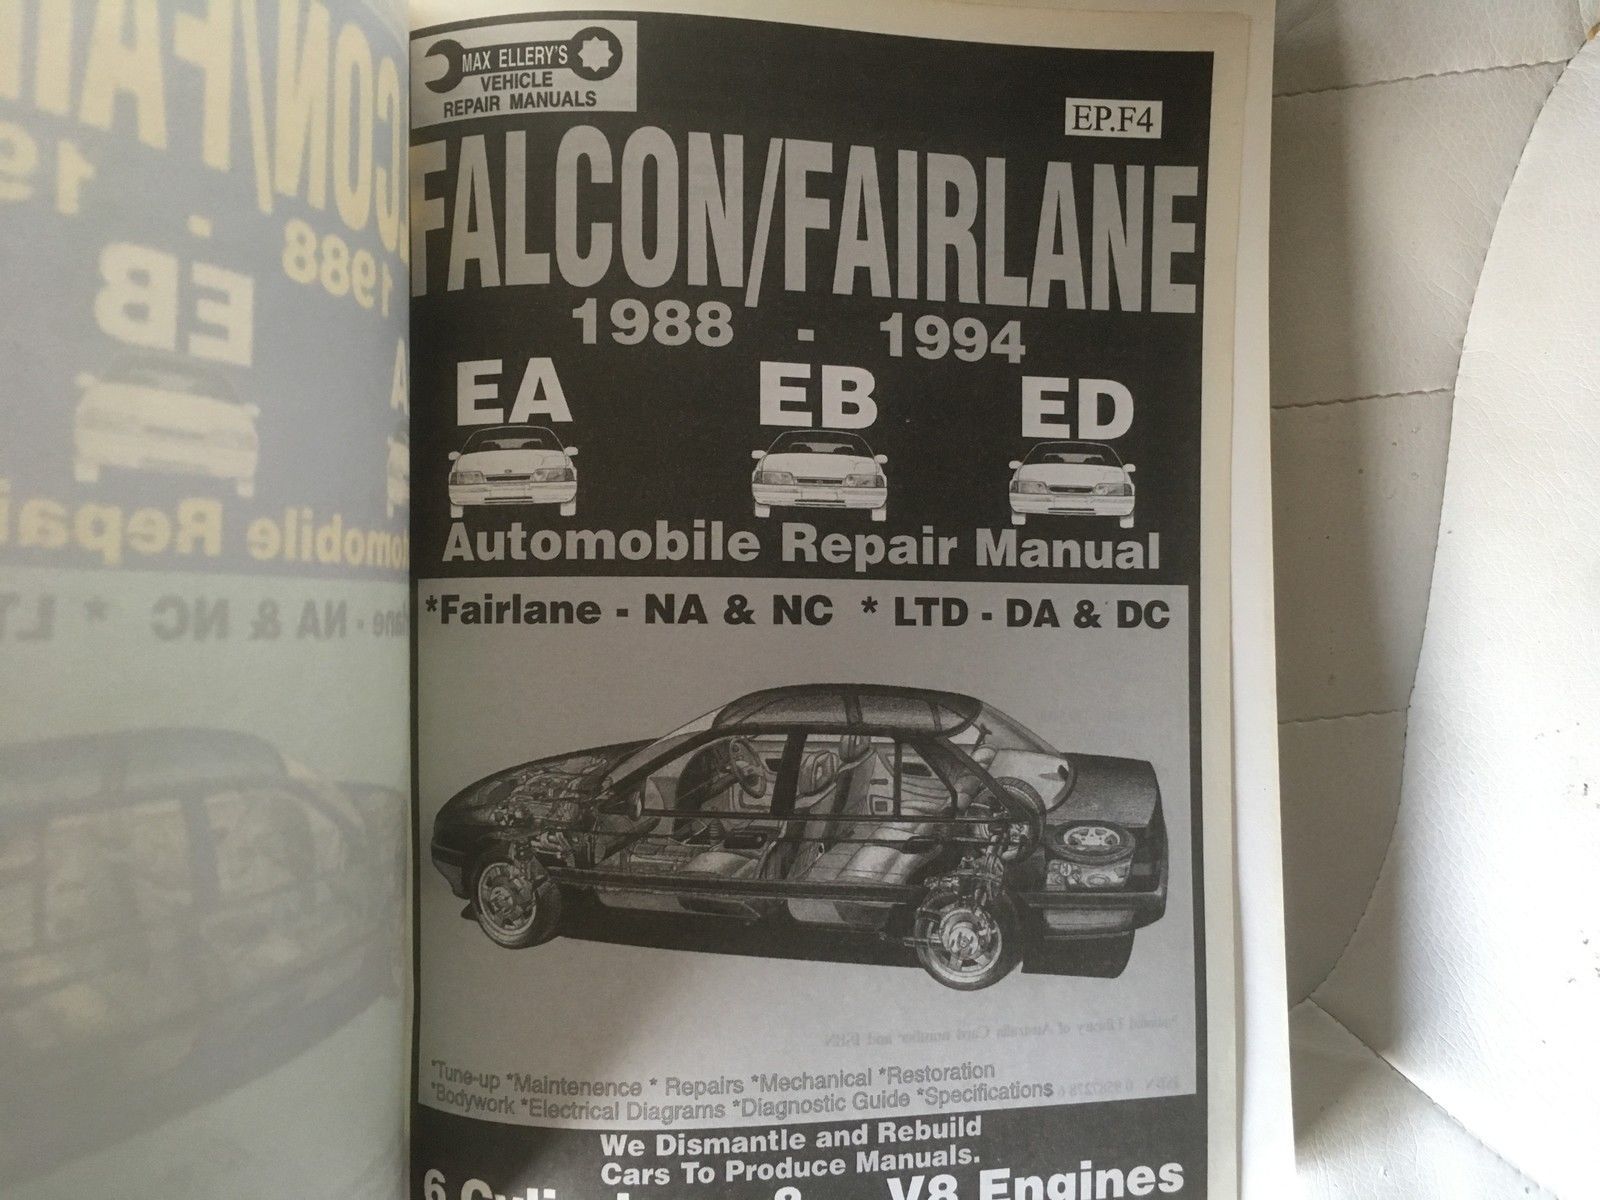 MAX ELLERY'S
VEHICLE
REPAIR MANUALS
EP.F4
FALCON/FAIRLANE
1988 - 1994
EA EB ED
Automobile Repair Manual
*Fairlane - NA & NC * LTD - DA & DC
*Tune-up *Maintenence * Repairs *Mechanical *Restoration
*Bodywork *Electrical Diagrams *Diagnostic Guide *Specifications
We Dismantle and Rebuild
Cars To Produce Manuals.
& V8 Engines